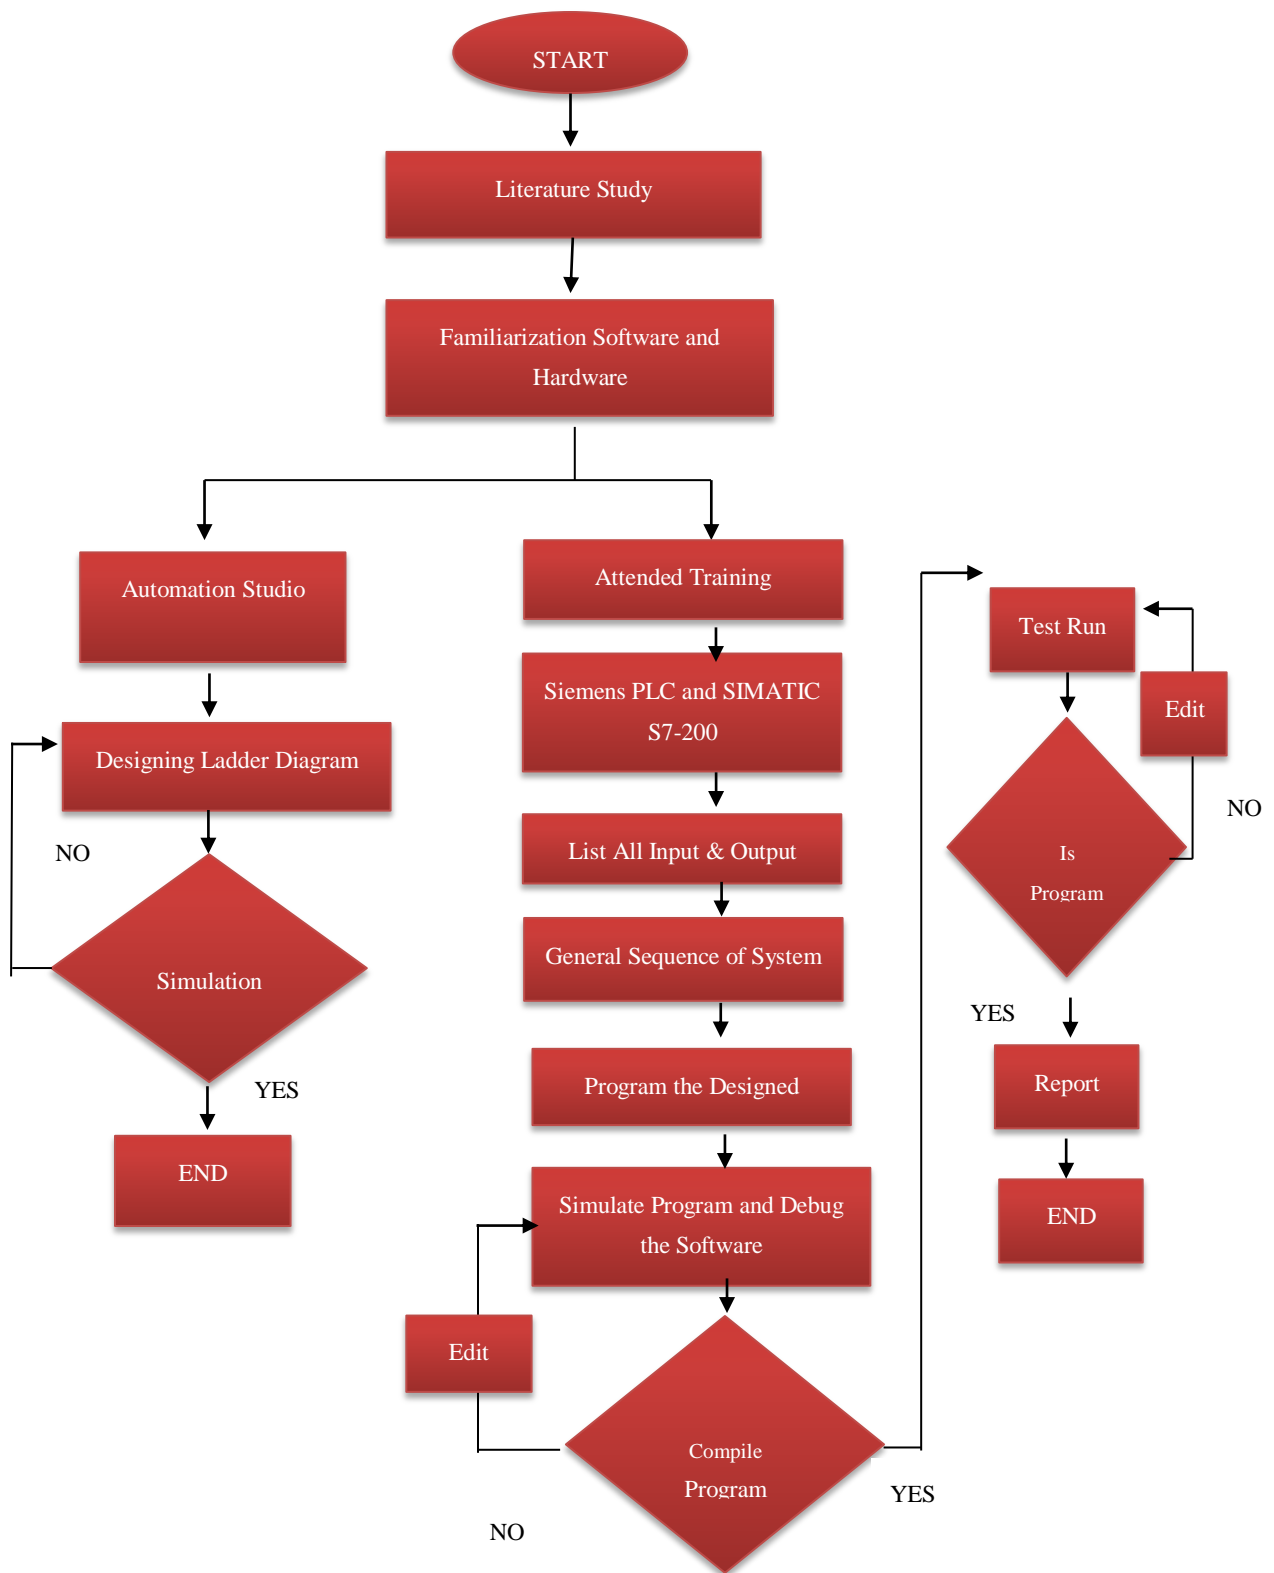 START
Literature Study
Familiarization Software and
Hardware
Automation Studio
Designing Ladder Diagram
NO
Simulation
YES
END
Attended Training
Siemens PLC and SIMATIC
S7-200
List All Input & Output
General Sequence of System
Program the Designed
Simulate Program and Debug
the Software
Edit
Compile
Program
NO
YES
Test Run
Edit
NO
Is
Program
YES
Report
END